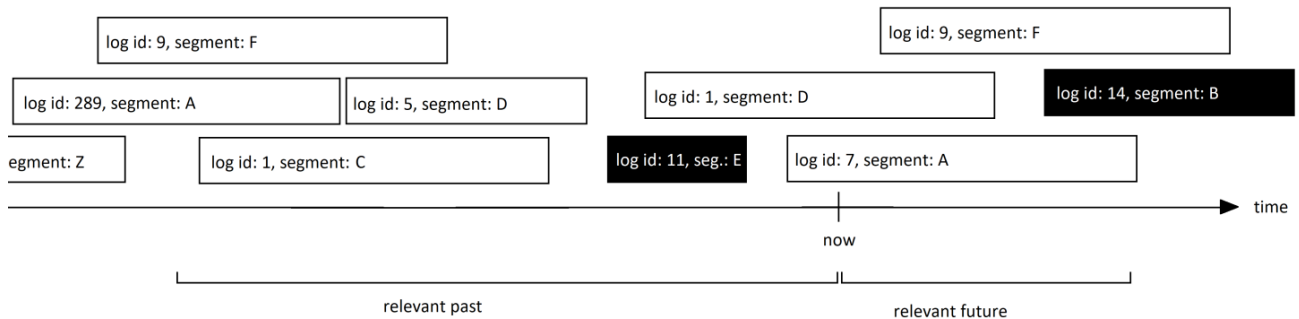 log id: 9, segment: F
log id: 9, segment: F
log id: 289, segment: A
log id: 5, segment: D
log id: 1, segment: D
log id: 14, segment: B
egment: Z
log id: 1, segment: C
log id: 11, seg.: E
log id: 7, segment: A
time
now
relevant past
relevant future